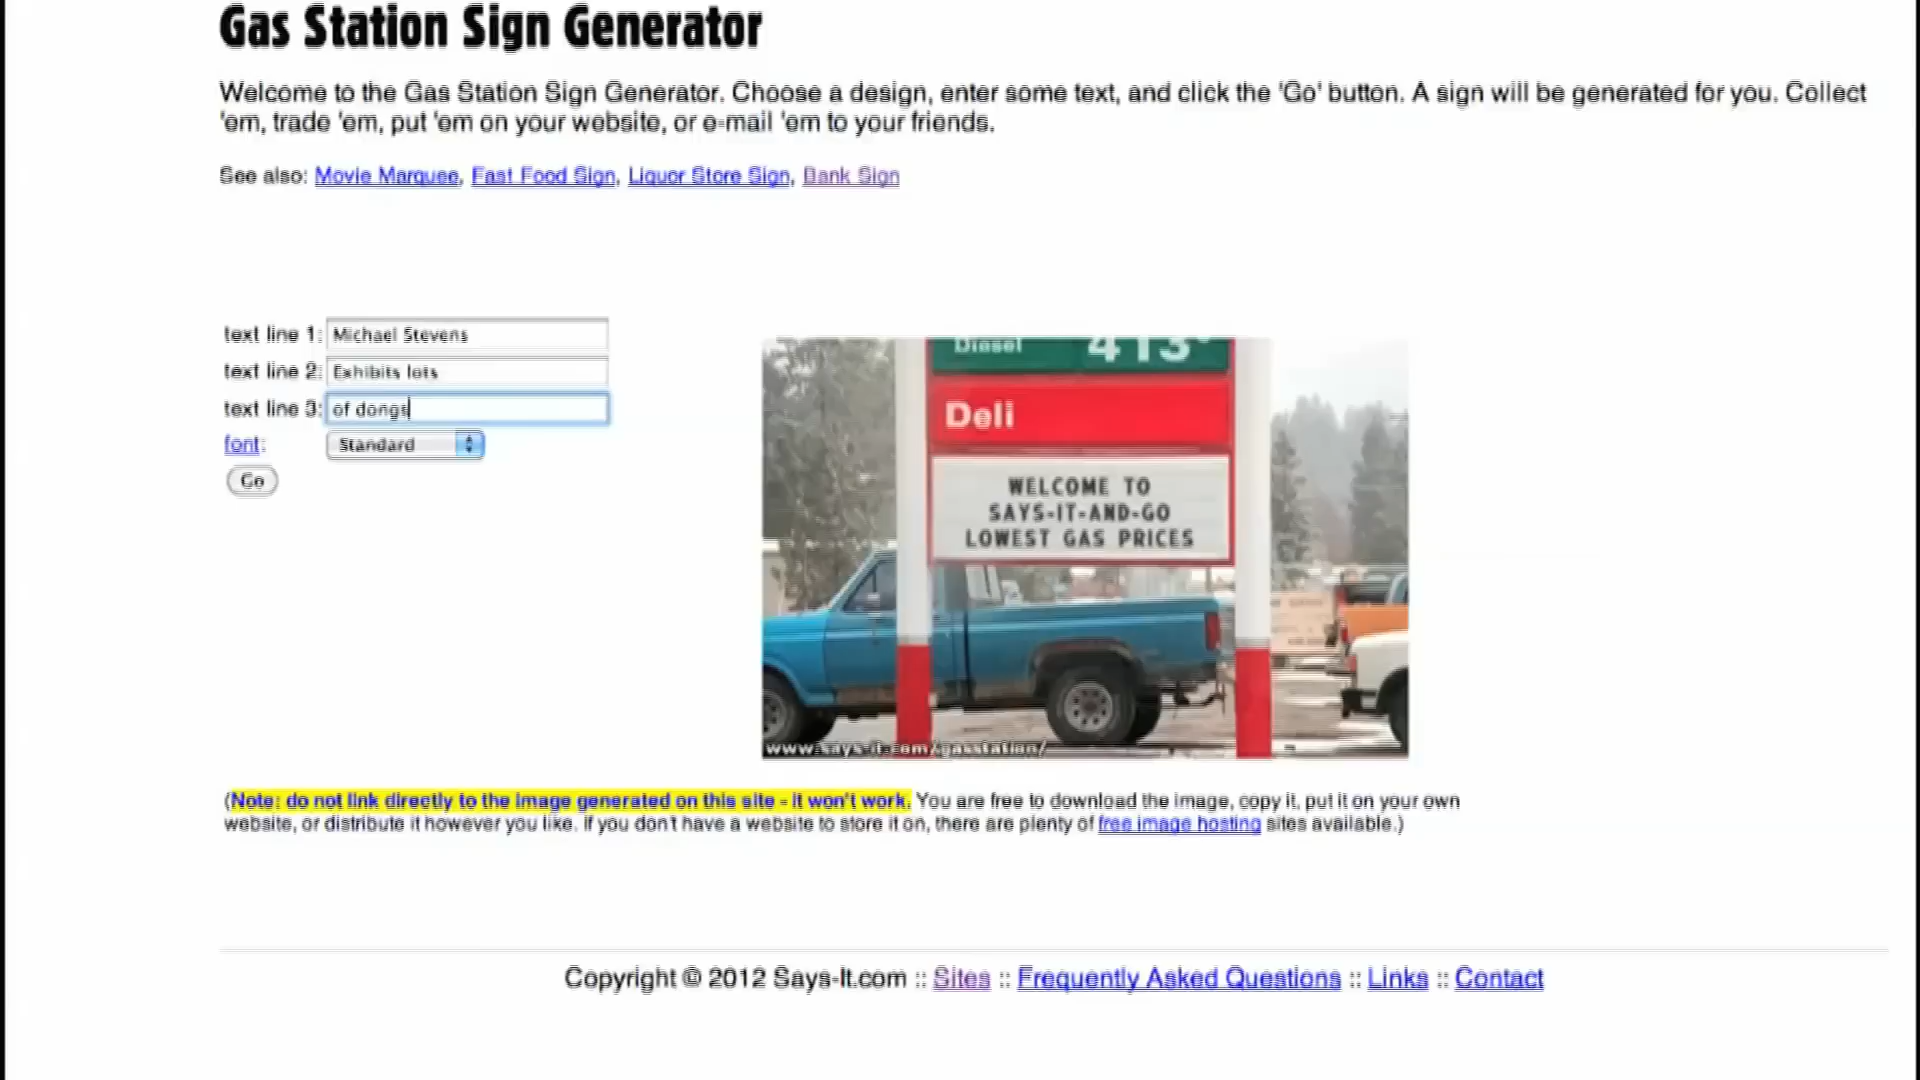 Gas Station Sign Generator
Welcome to the Gas Station Sign Generator. Choose a design, enter some text, and click the 'Go' button. A sign will be generated for you. Collect
'em, trade 'em, put 'em on your website, or e-mail 'em to your friends.
See also: Movie Marquee, Fast Food Sign, Liquor Store Sign, Bank Sign
text line 1: Michael Stevens
text line 2: Exhibits lots
text line 3: of dongs
font: Standard
Go
Diesel 413
Deli
WELCOME TO
SAYS-IT-AND-GO
LOWEST GAS PRICES
www.says-it.com/gasstation/
(Note: do not link directly to the image generated on this site - it won't work. You are free to download the image, copy it, put it on your own
website, or distribute it however you like. If you don't have a website to store it on, there are plenty of free image hosting sites available.)
Copyright © 2012 Says-It.com :: Sites :: Frequently Asked Questions :: Links :: Contact